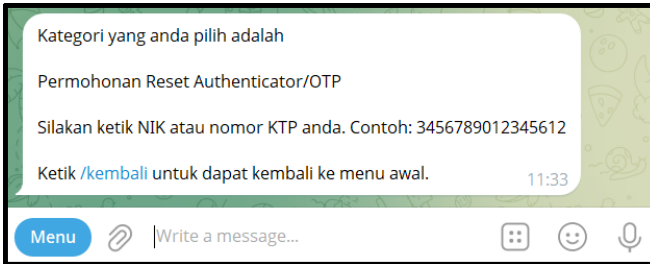 Kategori yang anda pilih adalah
Permohonan Reset Authenticator/OTP
Silakan ketik NIK atau nomor KTP anda. Contoh: 3456789012345612
Ketik /kembali untuk dapat kembali ke menu awal.
11:33
Menu
Write a message...